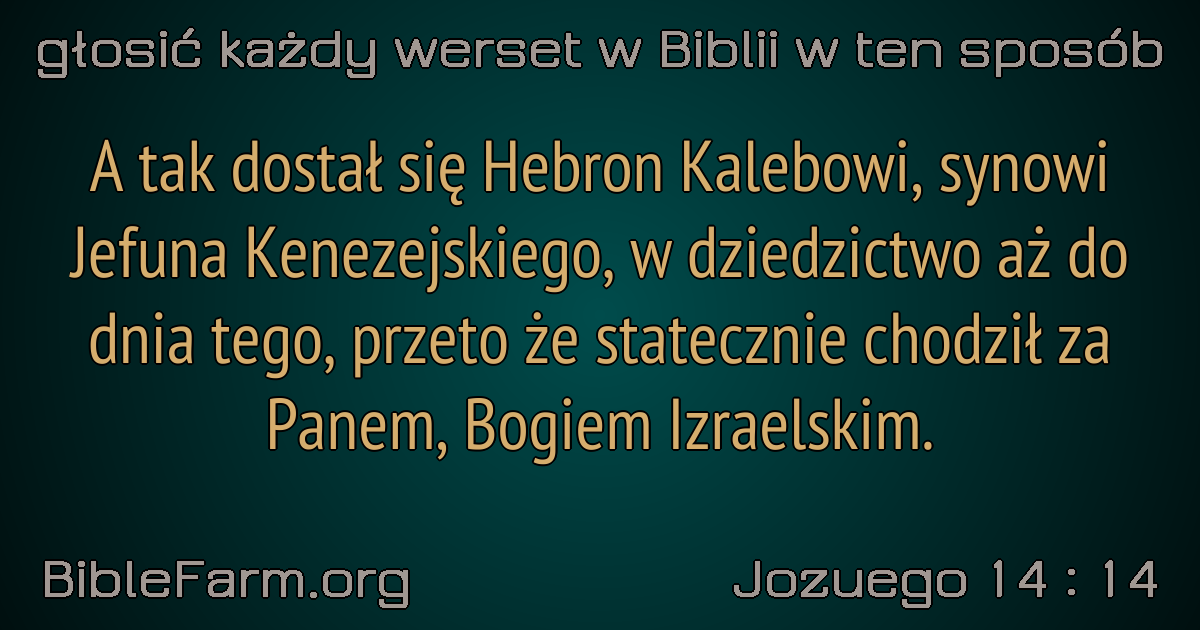 głosić każdy werset w Biblii w ten sposób
A tak dostał się Hebron Kalebowi, synowi
Jefuna Kenezejskiego, w dziedzictwo aż do
dnia tego, przeto że statecznie chodził za
Panem, Bogiem Izraelskim.
BibleFarm.org
Jozuego 14 : 14